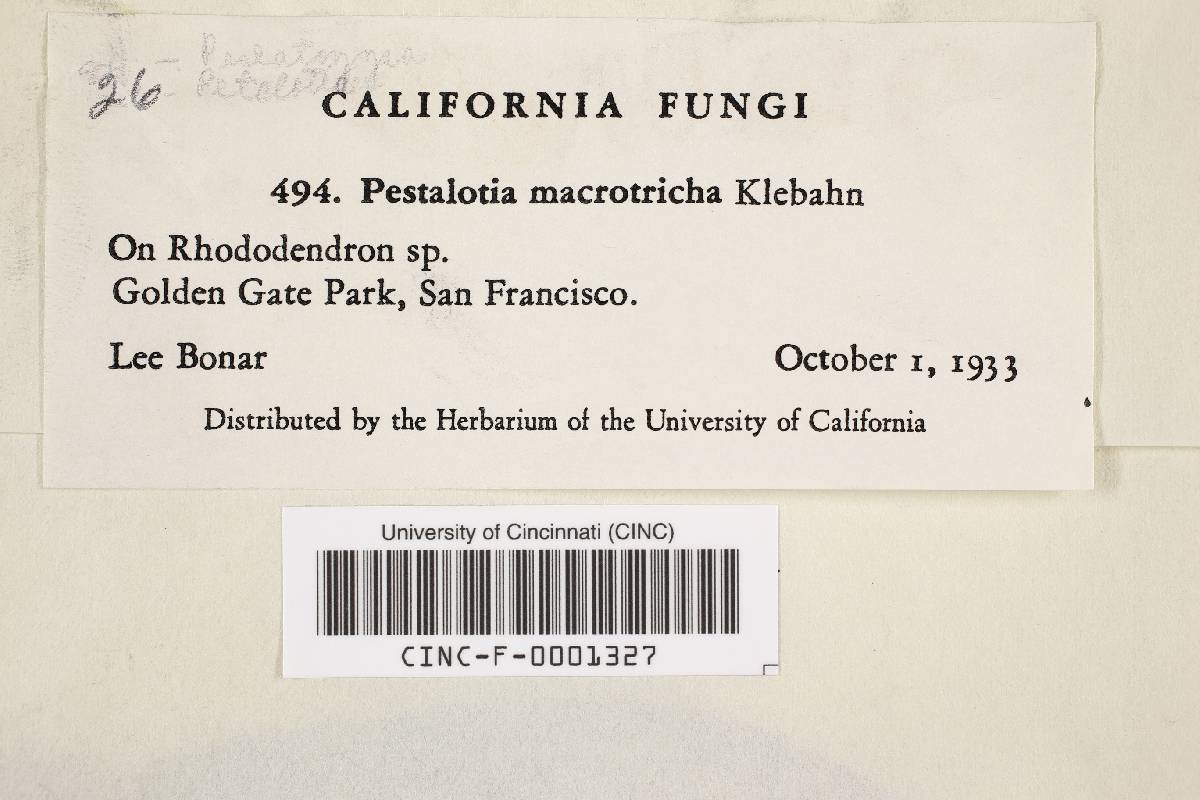 26
CALIFORNIA FUNGI
494. Pestalotia macrotricha Klebahn
On Rhododendron sp.
Golden Gate Park, San Francisco.
Lee Bonar October 1, 1933
Distributed by the Herbarium of the University of California
University of Cincinnati (CINC)
CINC-F-0001327